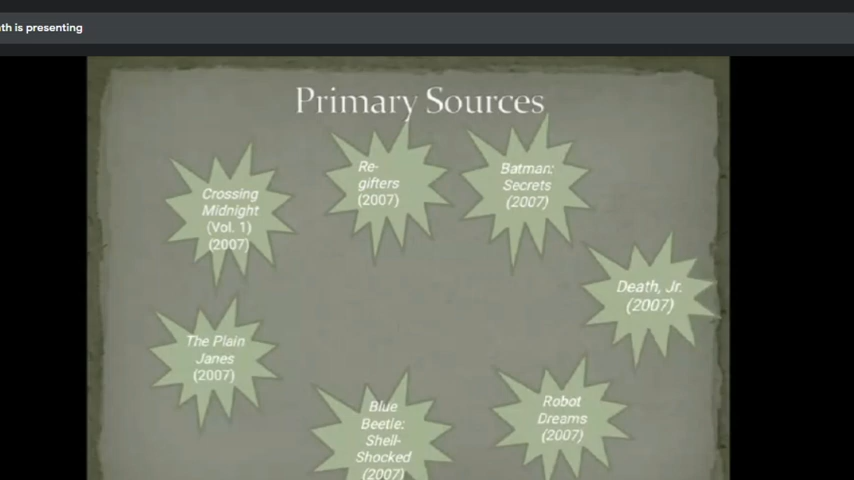 th is presenting
Primary Sources
Re-
gifters
(2007)
Batman:
Secrets
(2007)
Crossing
Midnight
(Vol. 1)
(2007)
Death, Jr.
(2007)
The Plain
Janes
(2007)
Blue
Beetle:
Shell-
Shocked
(2007)
Robot
Dreams
(2007)